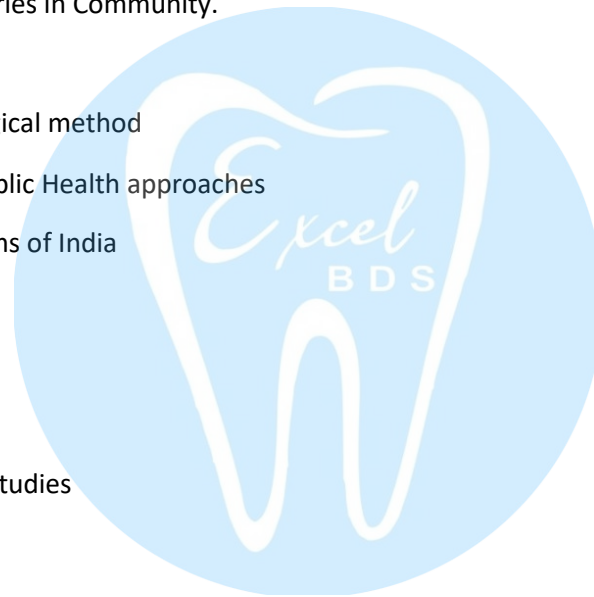 ries in Community.
ical method
blic Health approaches
ns of India
Excel
BDS
tudies